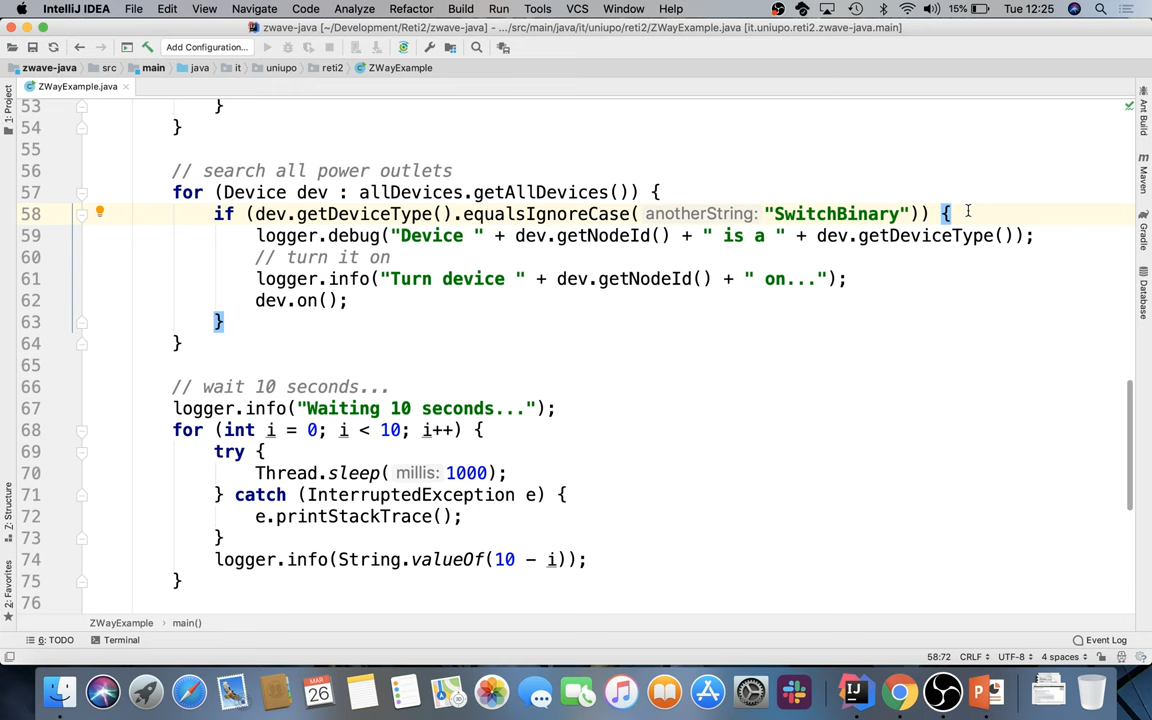 IntelliJ IDEA File Edit View Navigate Code Analyze Refactor Build Run Tools VCS Window Help 15% Tue 12:25
zwave-java [~/Development/Reti2/zwave-java] - .../src/main/java/it/uniupo/reti2/ZWayExample.java [it.uniupo.reti2.zwave-java.main]
Add Configuration...
zwave-java src main java it uniupo reti2 ZWayExample
ZWayExample.java
1: Project
Z: Structure
2: Favorites
Ant Build
Maven
Gradle
Database
53 }
54 }
55
56 // search all power outlets
57 for (Device dev : allDevices.getAllDevices()) {
58 if (dev.getDeviceType().equalsIgnoreCase( anotherString: "SwitchBinary")) {
59 logger.debug("Device " + dev.getNodeId() + " is a " + dev.getDeviceType());
60 // turn it on
61 logger.info("Turn device " + dev.getNodeId() + " on...");
62 dev.on();
63 }
64 }
65
66 // wait 10 seconds...
67 logger.info("Waiting 10 seconds...");
68 for (int i = 0; i < 10; i++) {
69 try {
70 Thread.sleep( millis: 1000);
71 } catch (InterruptedException e) {
72 e.printStackTrace();
73 }
74 logger.info(String.valueOf(10 - i));
75 }
76
ZWayExample main()
6: TODO Terminal Event Log
58:72 CRLF UTF-8 4 spaces
MAR
26